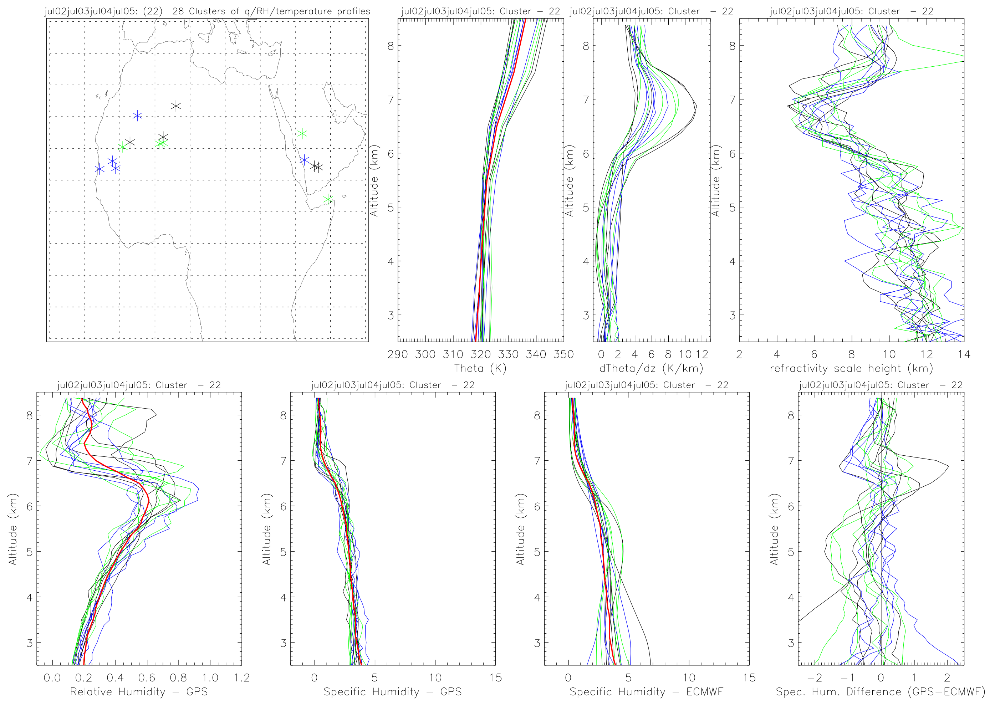 jul02jul03jul04jul05: (22) 28 Clusters of q/RH/temperature profiles
jul02jul03jul04jul05: Cluster - 22
jul02jul03jul04jul05: Cluster - 22
jul02jul03jul04jul05: Cluster - 22
8
7
6
5
4
3
Altitude (km)
290 300 310 320 330 340 350
Theta (K)
8
7
6
5
4
3
Altitude (km)
0 2 4 6 8 10 12
dTheta/dz (K/km)
8
7
6
5
4
3
Altitude (km)
2 4 6 8 10 12 14
refractivity scale height (km)
jul02jul03jul04jul05: Cluster - 22
jul02jul03jul04jul05: Cluster - 22
jul02jul03jul04jul05: Cluster - 22
jul02jul03jul04jul05: Cluster - 22
8
7
6
5
4
3
Altitude (km)
0.0 0.2 0.4 0.6 0.8 1.0 1.2
Relative Humidity - GPS
8
7
6
5
4
3
Altitude (km)
0 5 10 15
Specific Humidity - GPS
8
7
6
5
4
3
Altitude (km)
0 5 10 15
Specific Humidity - ECMWF
8
7
6
5
4
3
Altitude (km)
-2 -1 0 1 2
Spec. Hum. Difference (GPS-ECMWF)